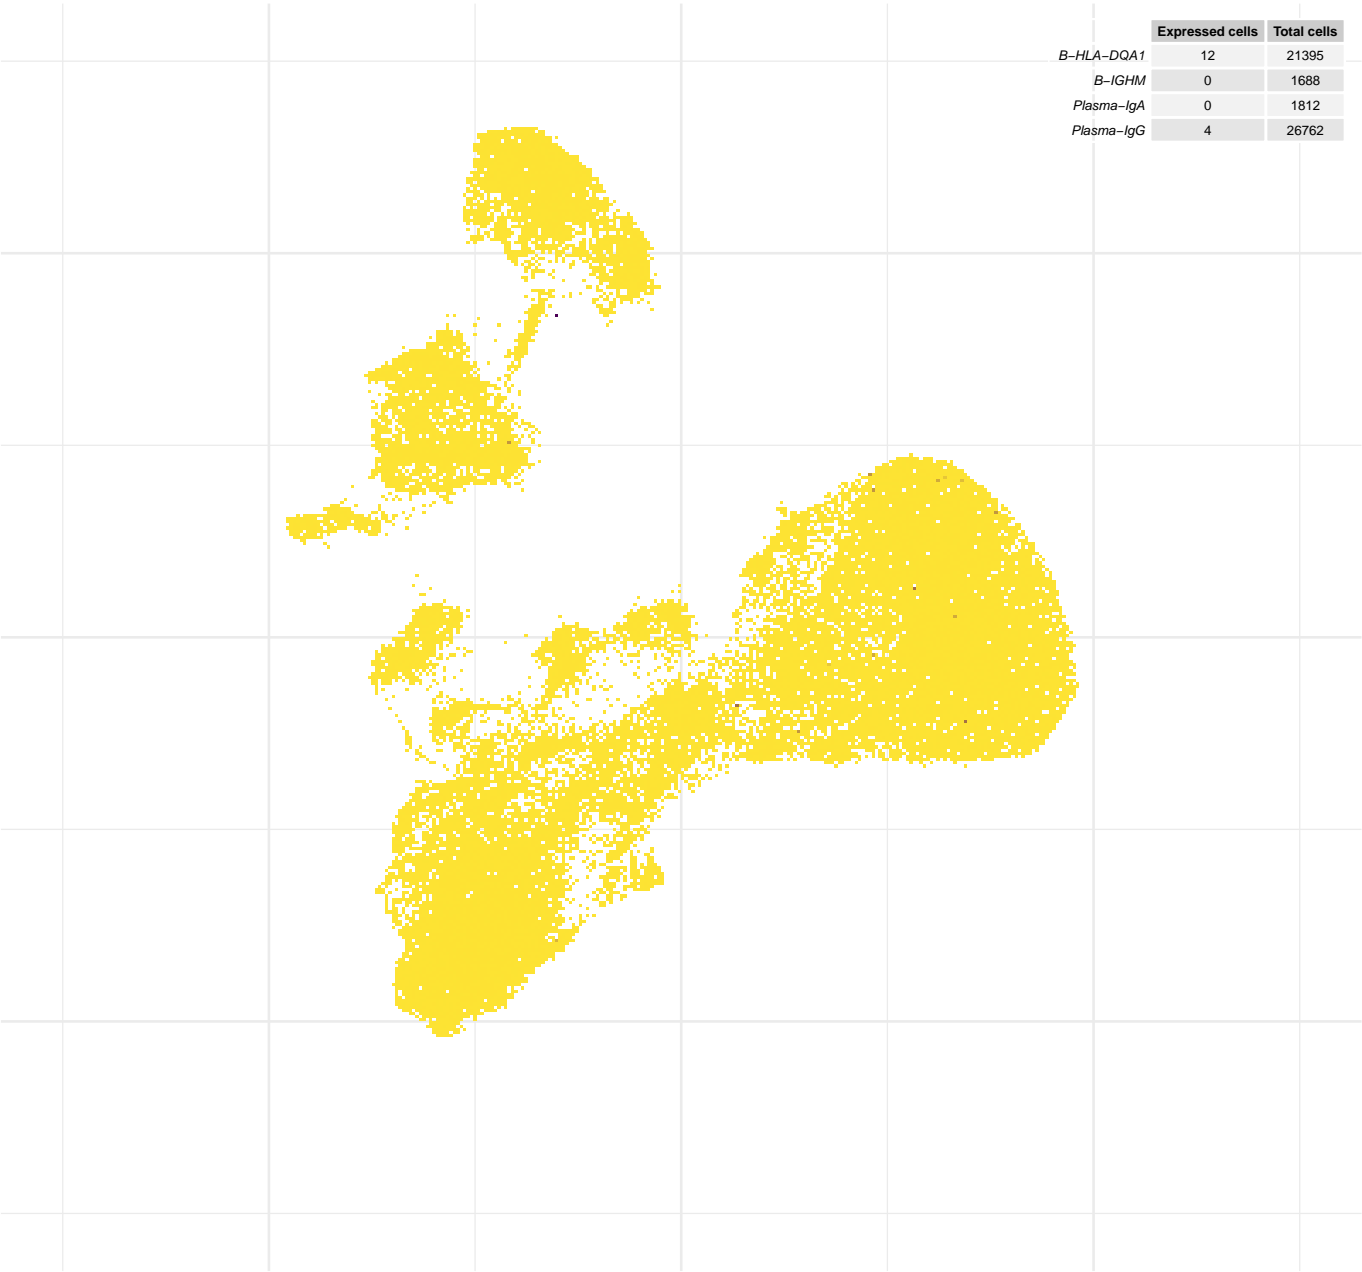 Expressed cells Total cells
B−HLA−DQA1 12 21395
B−IGHM 0 1688
Plasma−IgA 0 1812
Plasma−IgG 4 26762